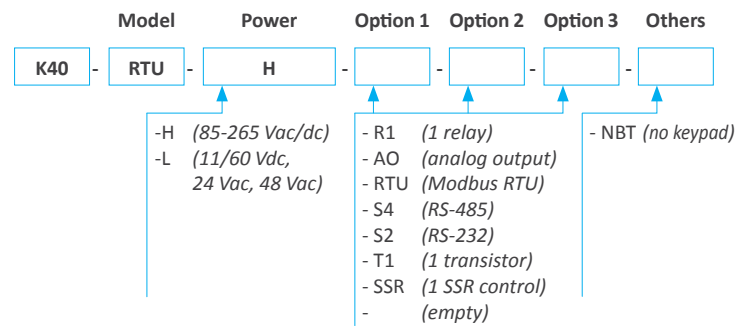 Model Power Option 1 Option 2 Option 3 Others
K40 - RTU - H - - - -
-H (85-265 Vac/dc)
-L (11/60 Vdc,
24 Vac, 48 Vac)
- R1 (1 relay)
- AO (analog output)
- RTU (Modbus RTU)
- S4 (RS-485)
- S2 (RS-232)
- T1 (1 transistor)
- SSR (1 SSR control)
- (empty)
- NBT (no keypad)